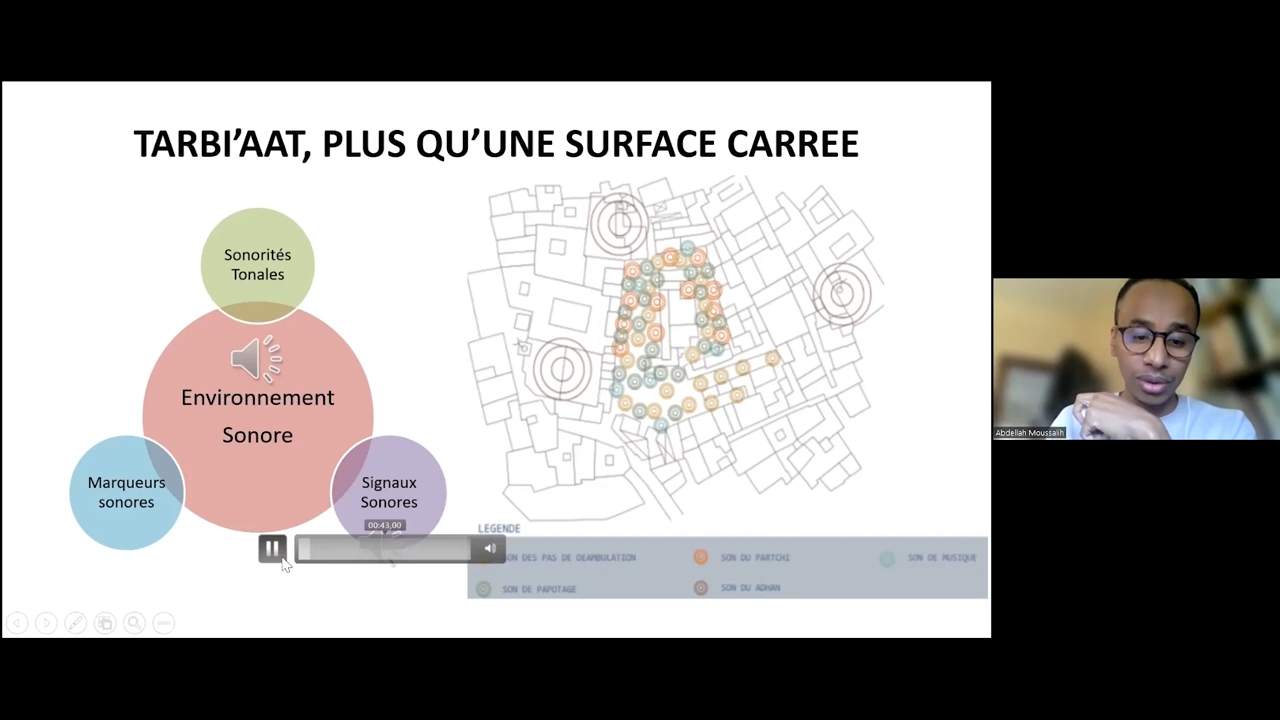 TARBI'AAT, PLUS QU'UNE SURFACE CARREE
Sonorités
Tonales
Environnement
Sonore
Marqueurs
sonores
Signaux
Sonores
00:43,00
LEGENDE
SON DES PAS DE DEAMBULATION
SON DU PARTCHI
SON DE MUSIQUE
SON DE PAPOTAGE
SON DU ADHAN
Abdellah Moussalih